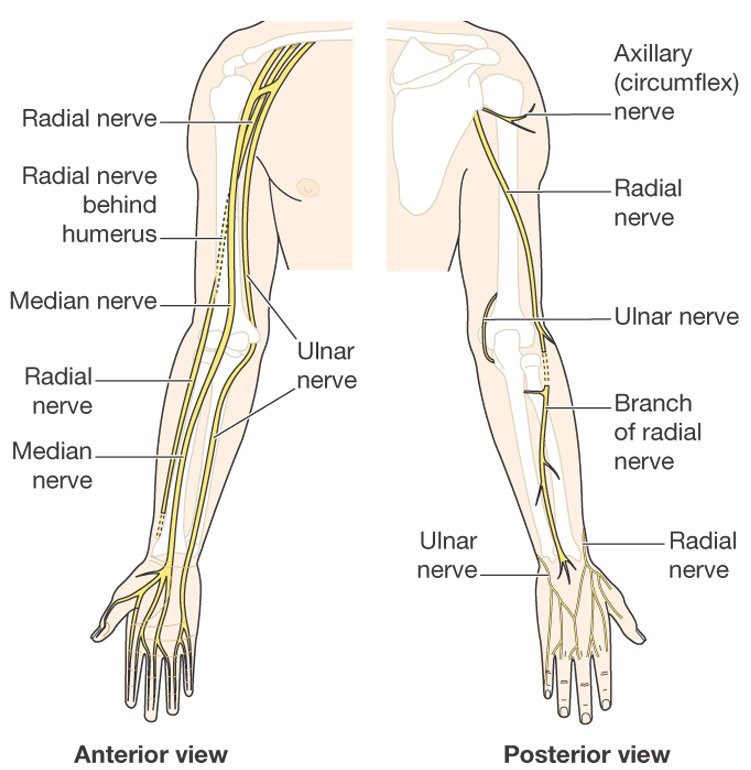 Radial nerve
Radial nerve
behind
humerus
Median nerve
Radial
nerve
Median
nerve
Ulnar
nerve
Anterior view
Axillary
(circumflex)
nerve
Radial
nerve
Ulnar nerve
Branch
of radial
nerve
Ulnar
nerve
Radial
nerve
Posterior view